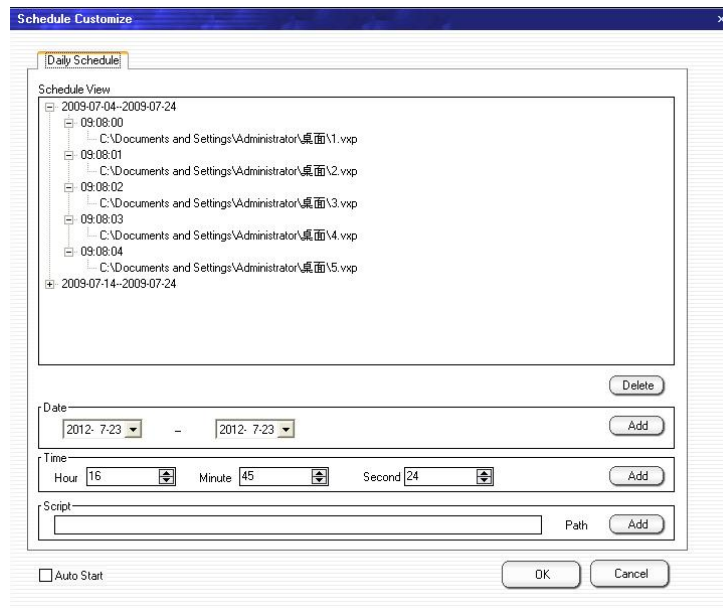 Schedule Customize
Daily Schedule
Schedule View
2009-07-04--2009-07-24
09:08:00
C:\Documents and Settings\Administrator\桌面\1.vxp
09:08:01
C:\Documents and Settings\Administrator\桌面\2.vxp
09:08:02
C:\Documents and Settings\Administrator\桌面\3.vxp
09:08:03
C:\Documents and Settings\Administrator\桌面\4.vxp
09:08:04
C:\Documents and Settings\Administrator\桌面\5.vxp
2009-07-14--2009-07-24
Delete
Date
2012- 7-23 – 2012- 7-23 Add
Time
Hour 16 Minute 45 Second 24 Add
Script
Path Add
Auto Start OK Cancel